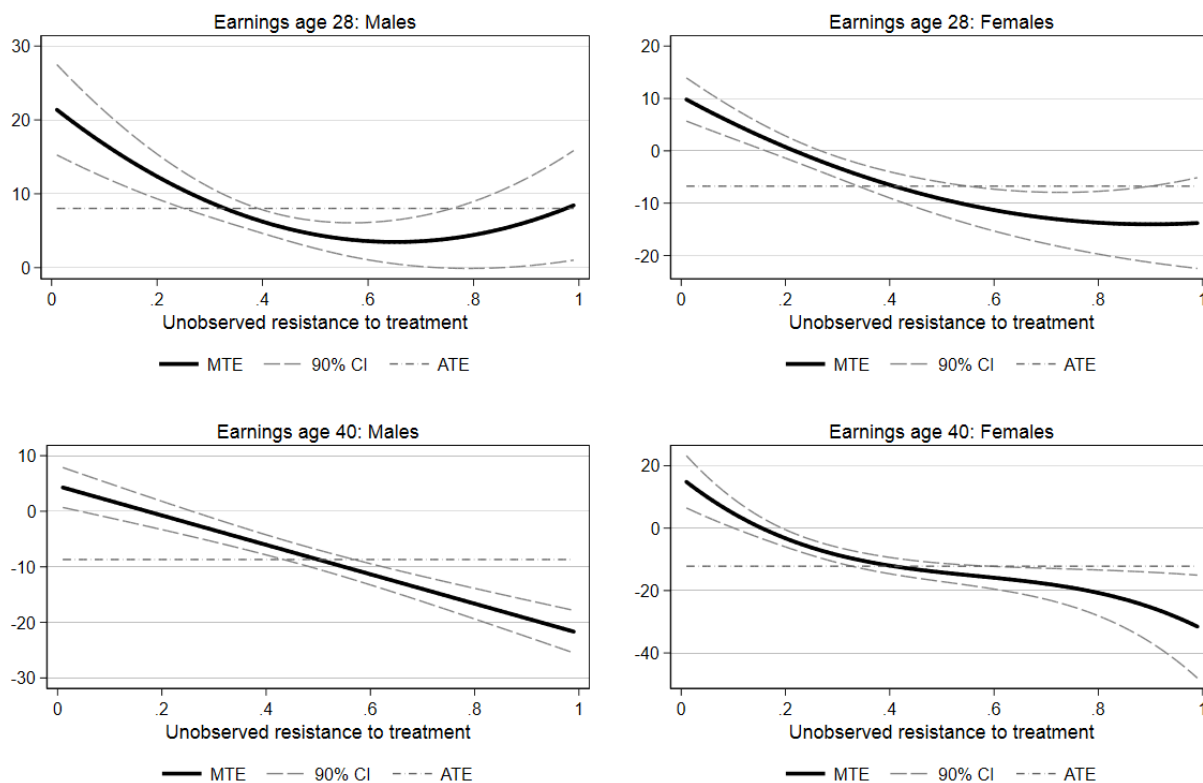 Earnings age 28: Males
30
20
10
0
0 .2 .4 .6 .8 1
Unobserved resistance to treatment
MTE 90% CI ATE
Earnings age 28: Females
20
10
0
-10
-20
0 .2 .4 .6 .8 1
Unobserved resistance to treatment
MTE 90% CI ATE
Earnings age 40: Males
10
0
-10
-20
-30
0 .2 .4 .6 .8 1
Unobserved resistance to treatment
MTE 90% CI ATE
Earnings age 40: Females
20
0
-20
-40
0 .2 .4 .6 .8 1
Unobserved resistance to treatment
MTE 90% CI ATE